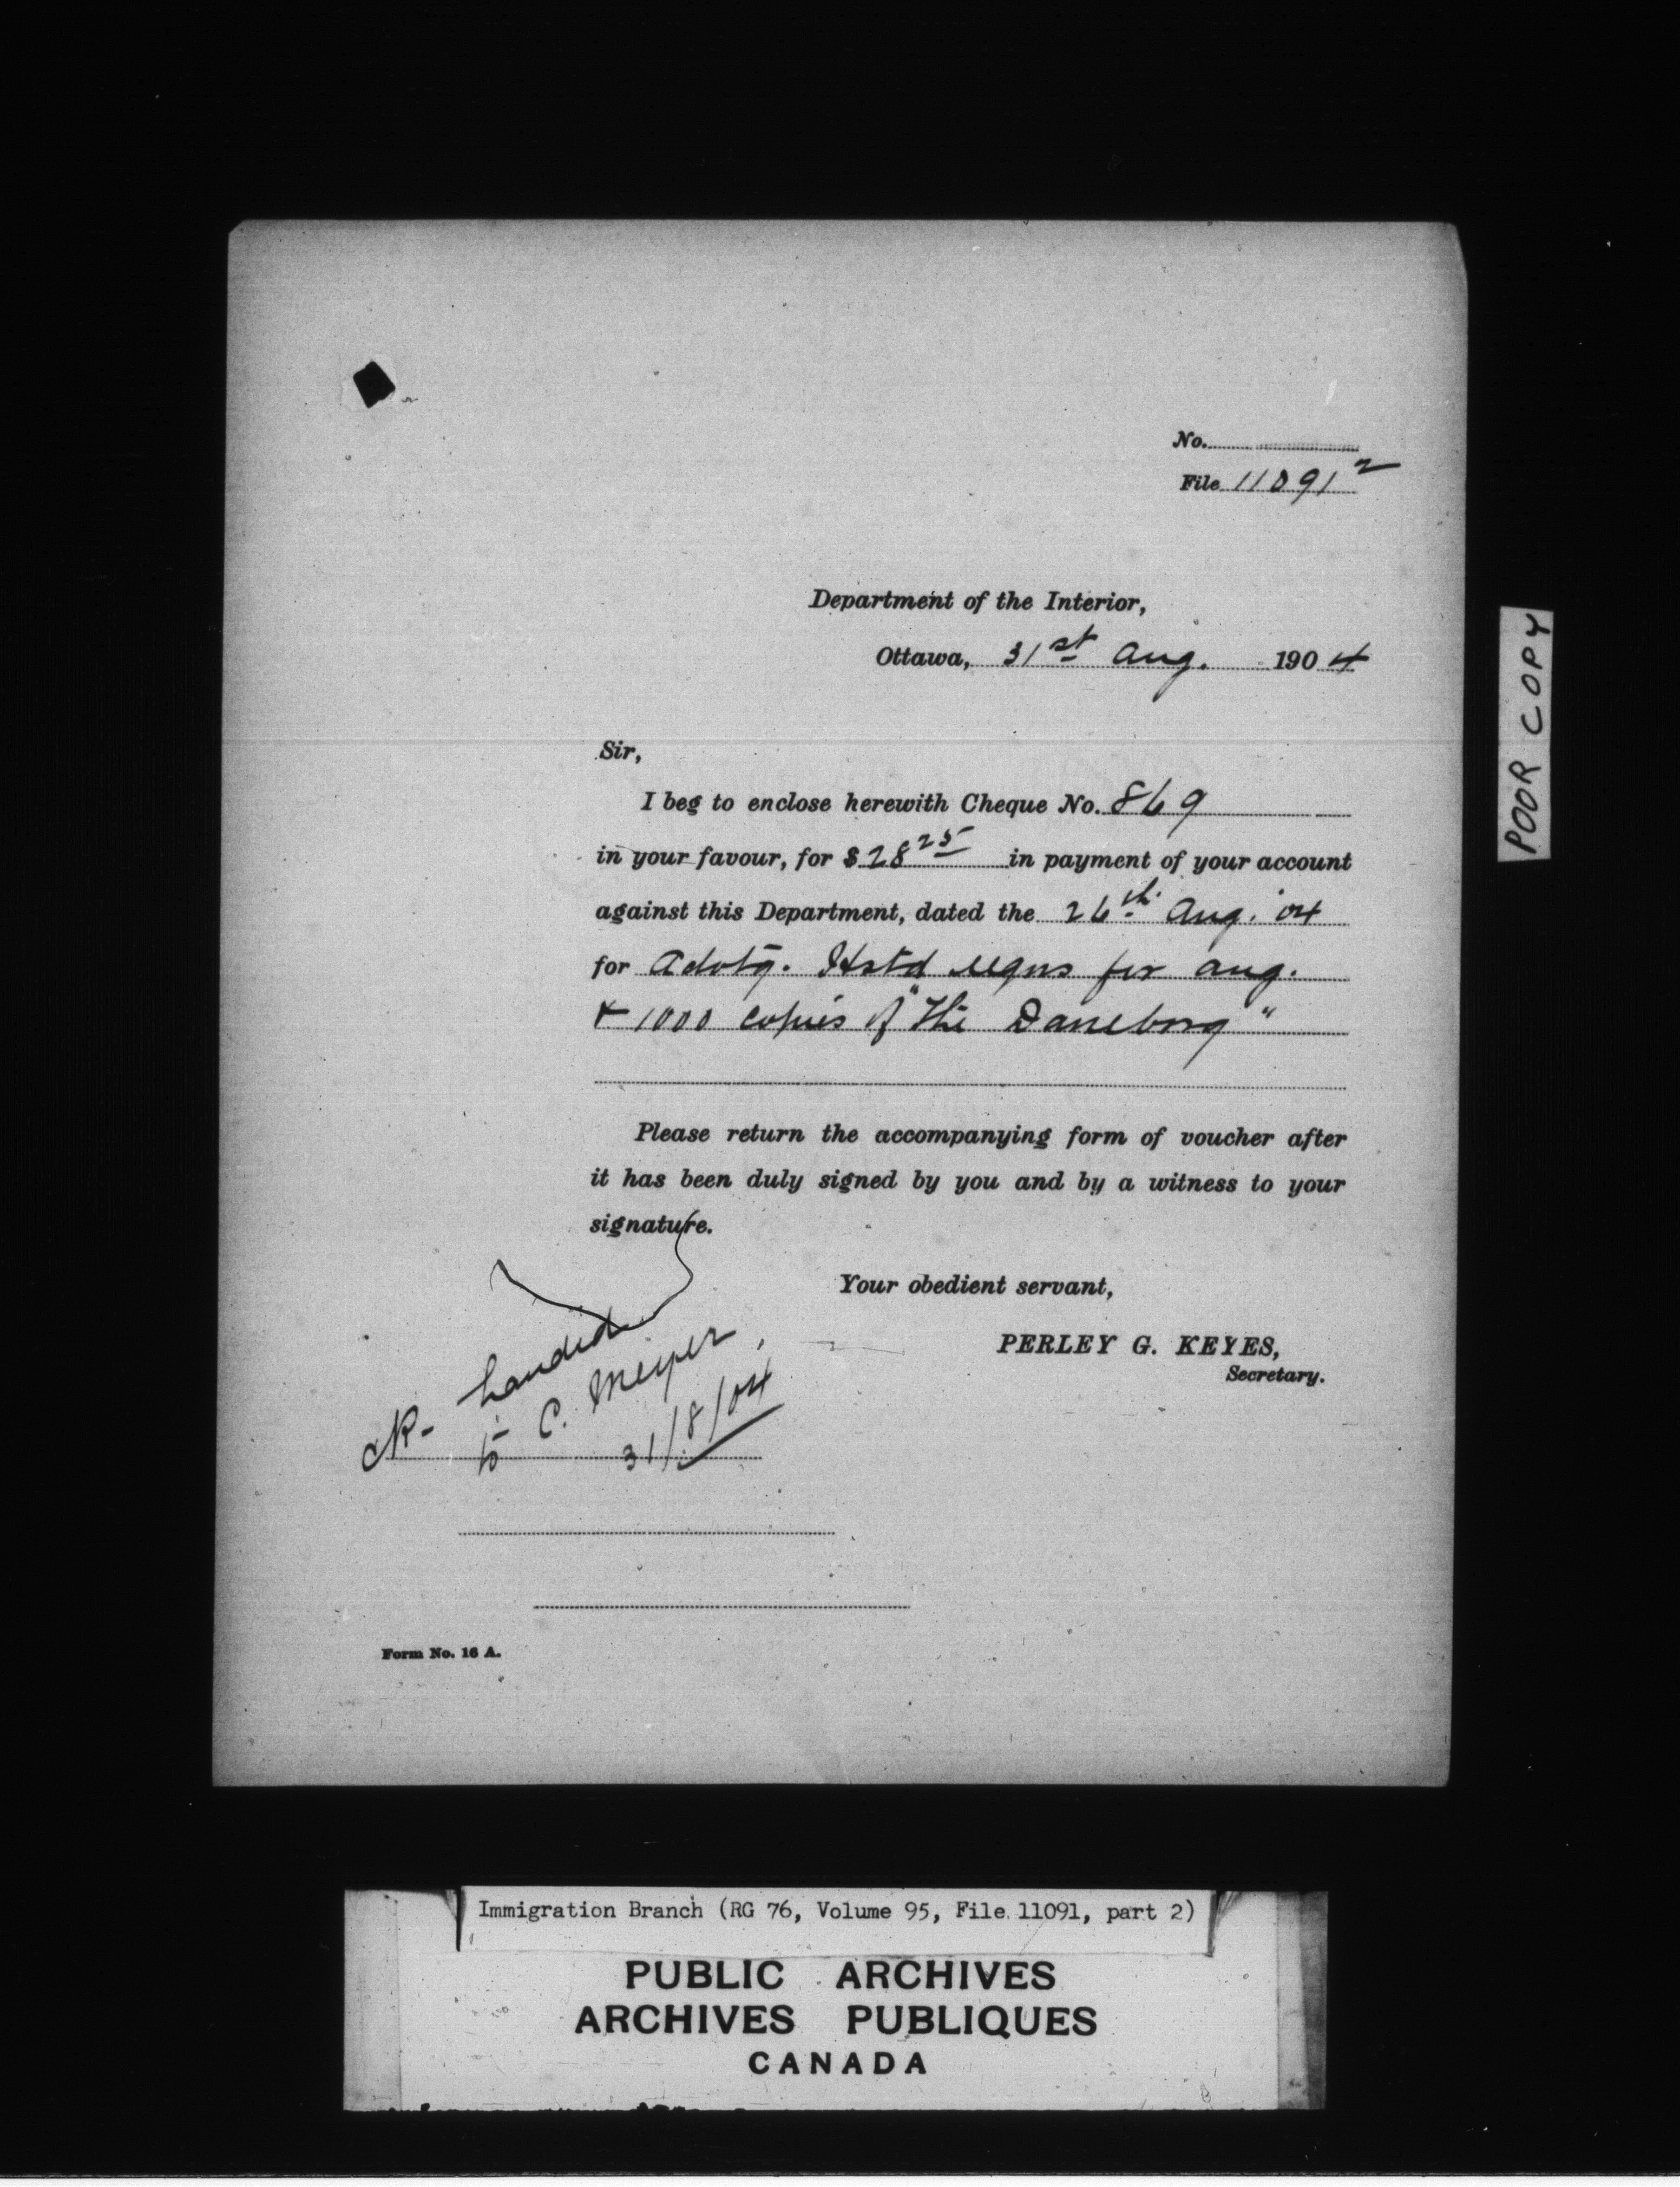 No.
File 11091 2
Department of the Interior,
Ottawa, 31st Aug. 1904
Sir,
I beg to enclose herewith Cheque No. 869
in your favour, for $ 28 25 in payment of your account
against this Department, dated the 26th Aug. '04
for Advtg. Hstd regns for Aug.
& 1000 copies of "The Daneborg"
Please return the accompanying form of voucher after
it has been duly signed by you and by a witness to your
signature.
Your obedient servant,
PERLEY G. KEYES,
Secretary.
ck- handed
to C. Meyer,
31/8/04
Form No. 16 A.
POOR COPY
Immigration Branch (RG 76, Volume 95, File 11091, part 2)
PUBLIC ARCHIVES
ARCHIVES PUBLIQUES
CANADA